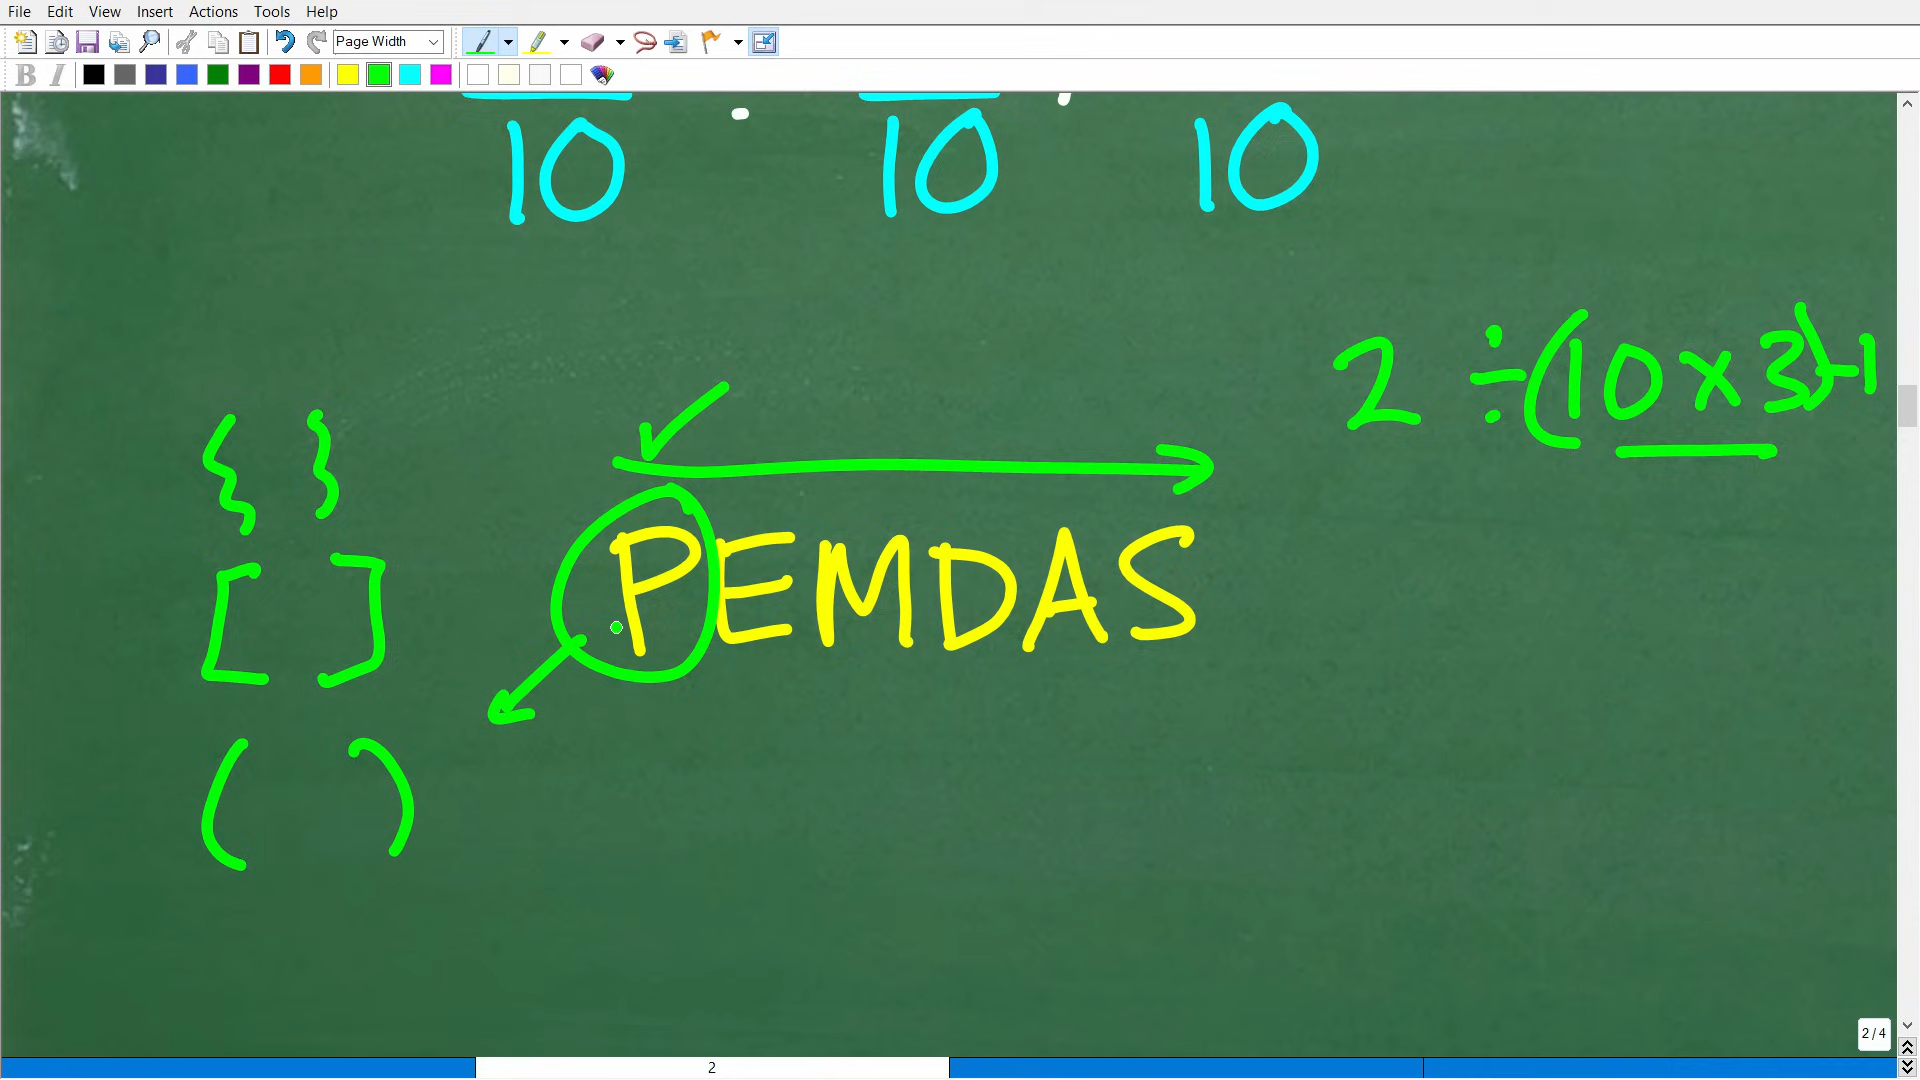 File Edit View Insert Actions Tools Help
Page Width
B I
10 10 10
2 ÷ (10 × 3) - 1
{ }
PEMDAS
[ ]
( )
2 / 4
2